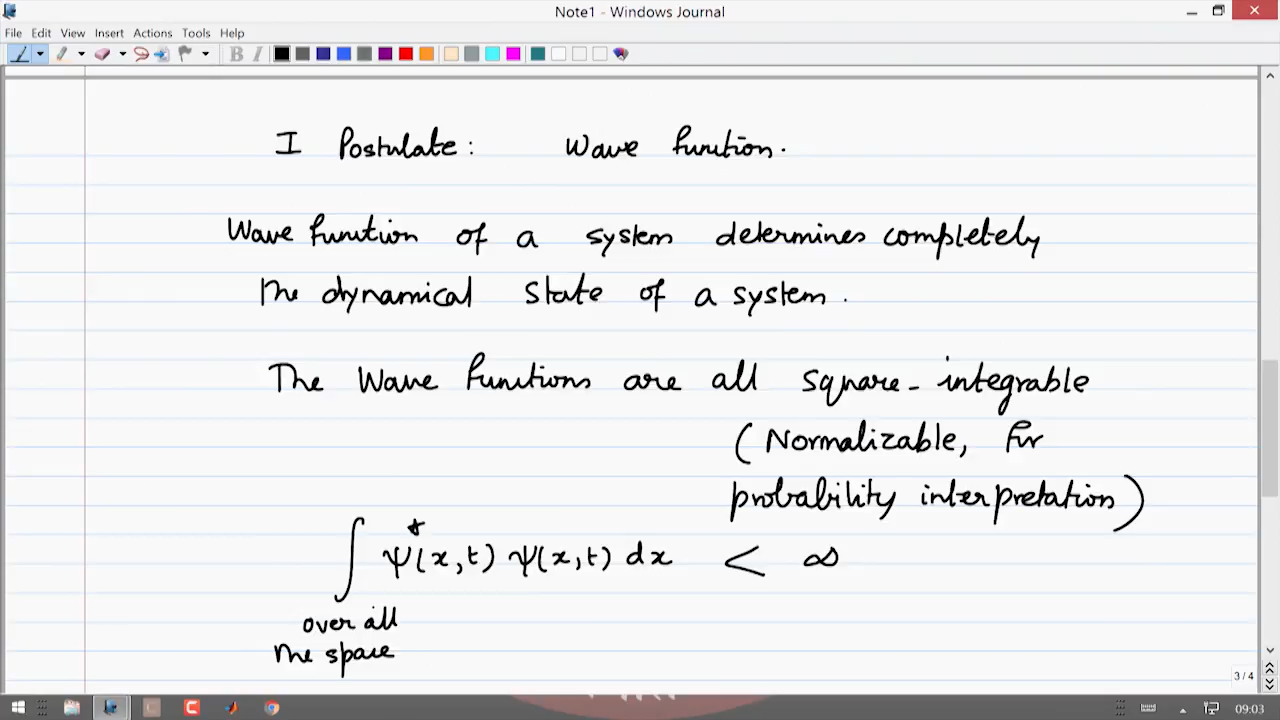 Note1 - Windows Journal
File Edit View Insert Actions Tools Help
B I
I Postulate: Wave function.
Wave function of a system determines completely
the dynamical state of a system.
The Wave functions are all square-integrable
(Normalizable, for
probability interpretation)
∫ ψ*(x,t) ψ(x,t) dx < ∞
over all
the space
3 / 4
09:03